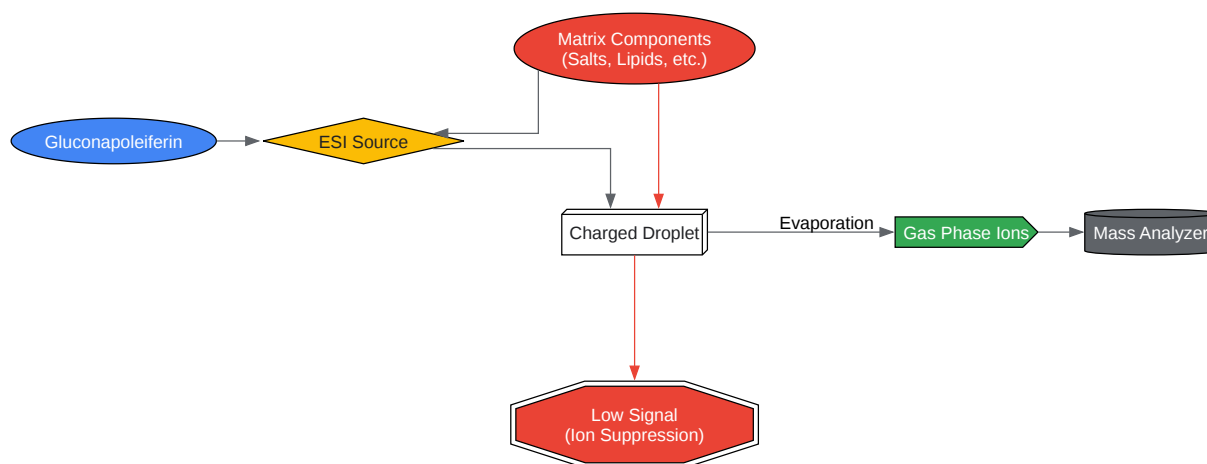 Matrix Components
(Salts, Lipids, etc.)
Gluconapoleiferin
ESI Source
Charged Droplet
Evaporation
Gas Phase Ions
Mass Analyzer
Low Signal
(Ion Suppression)